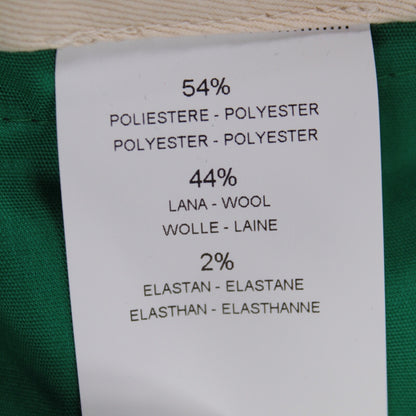 54%
POLIESTERE - POLYESTER
POLYESTER - POLYESTER
44%
LANA - WOOL
WOLLE - LAINE
2%
ELASTAN - ELASTANE
ELASTHAN - ELASTHANNE